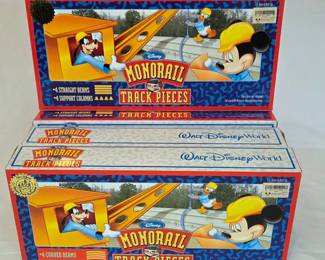 Disney
MONORAIL
TRACK PIECES
•4 STRAIGHT BEAMS
•4 SUPPORT COLUMNS
MONORAIL
TRACK PIECES
WALT DISNEY World
MONORAIL
TRACK PIECES
WALT DISNEY World
Disney
MONORAIL
TRACK PIECES
•4 CURVED BEAMS